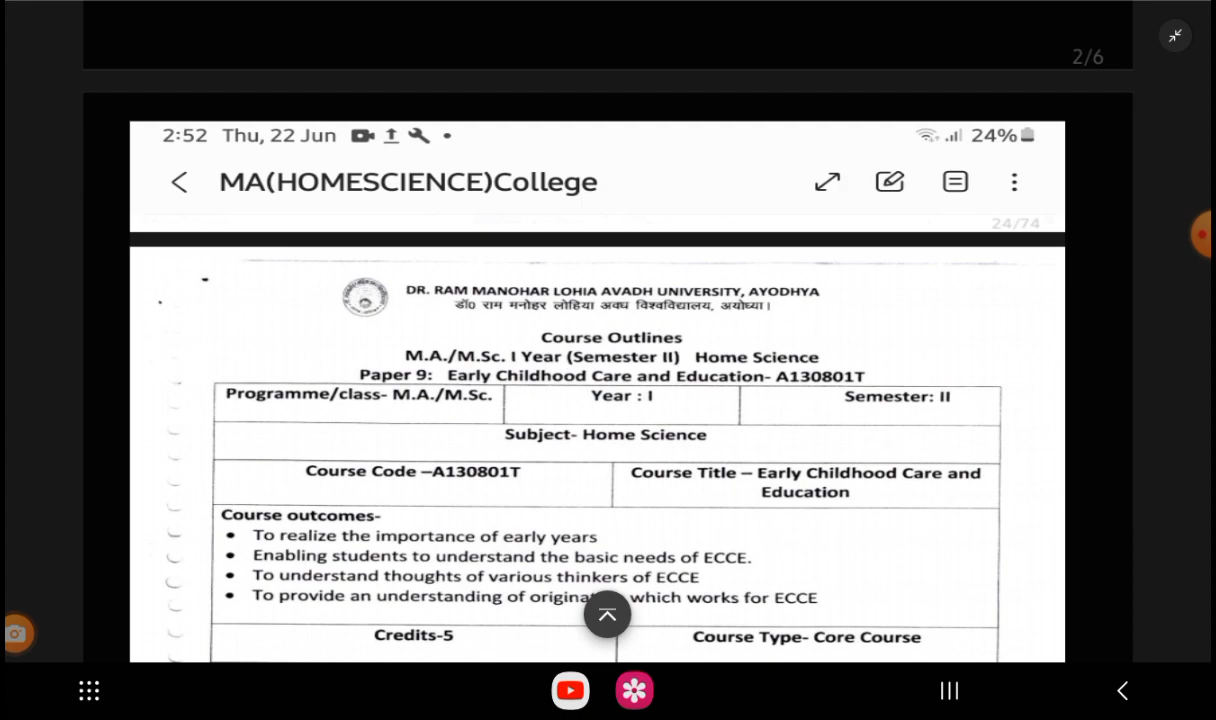 2/6
2:52 Thu, 22 Jun
24%
MA(HOMESCIENCE)College
24/74
DR. RAM MANOHAR LOHIA AVADH UNIVERSITY, AYODHYA
डॉ0 राम मनोहर लोहिया अवध विश्वविद्यालय, अयोध्या।
Course Outlines
M.A./M.Sc. I Year (Semester II) Home Science
Paper 9: Early Childhood Care and Education- A130801T
Programme/class- M.A./M.Sc.
Year : I
Semester: II
Subject- Home Science
Course Code –A130801T
Course Title – Early Childhood Care and
Education
Course outcomes-
• To realize the importance of early years
• Enabling students to understand the basic needs of ECCE.
• To understand thoughts of various thinkers of ECCE
• To provide an understanding of which works for ECCE
Credits-5
Course Type- Core Course